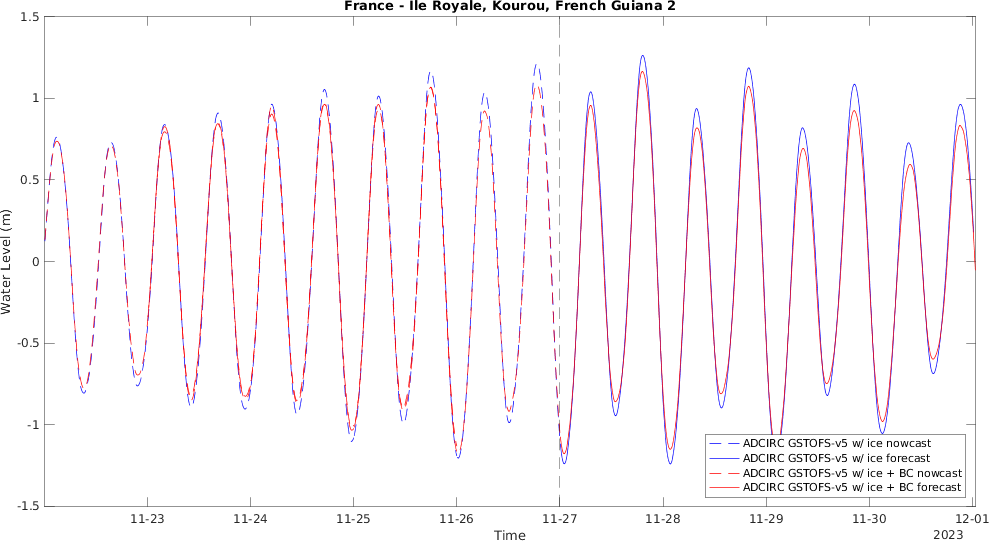 France - Ile Royale, Kourou, French Guiana 2
1.5
1
0.5
0
-0.5
-1
-1.5
Water Level (m)
ADCIRC GSTOFS-v5 w/ ice nowcast
ADCIRC GSTOFS-v5 w/ ice forecast
ADCIRC GSTOFS-v5 w/ ice + BC nowcast
ADCIRC GSTOFS-v5 w/ ice + BC forecast
11-23 11-24 11-25 11-26 11-27 11-28 11-29 11-30 12-01
Time
2023